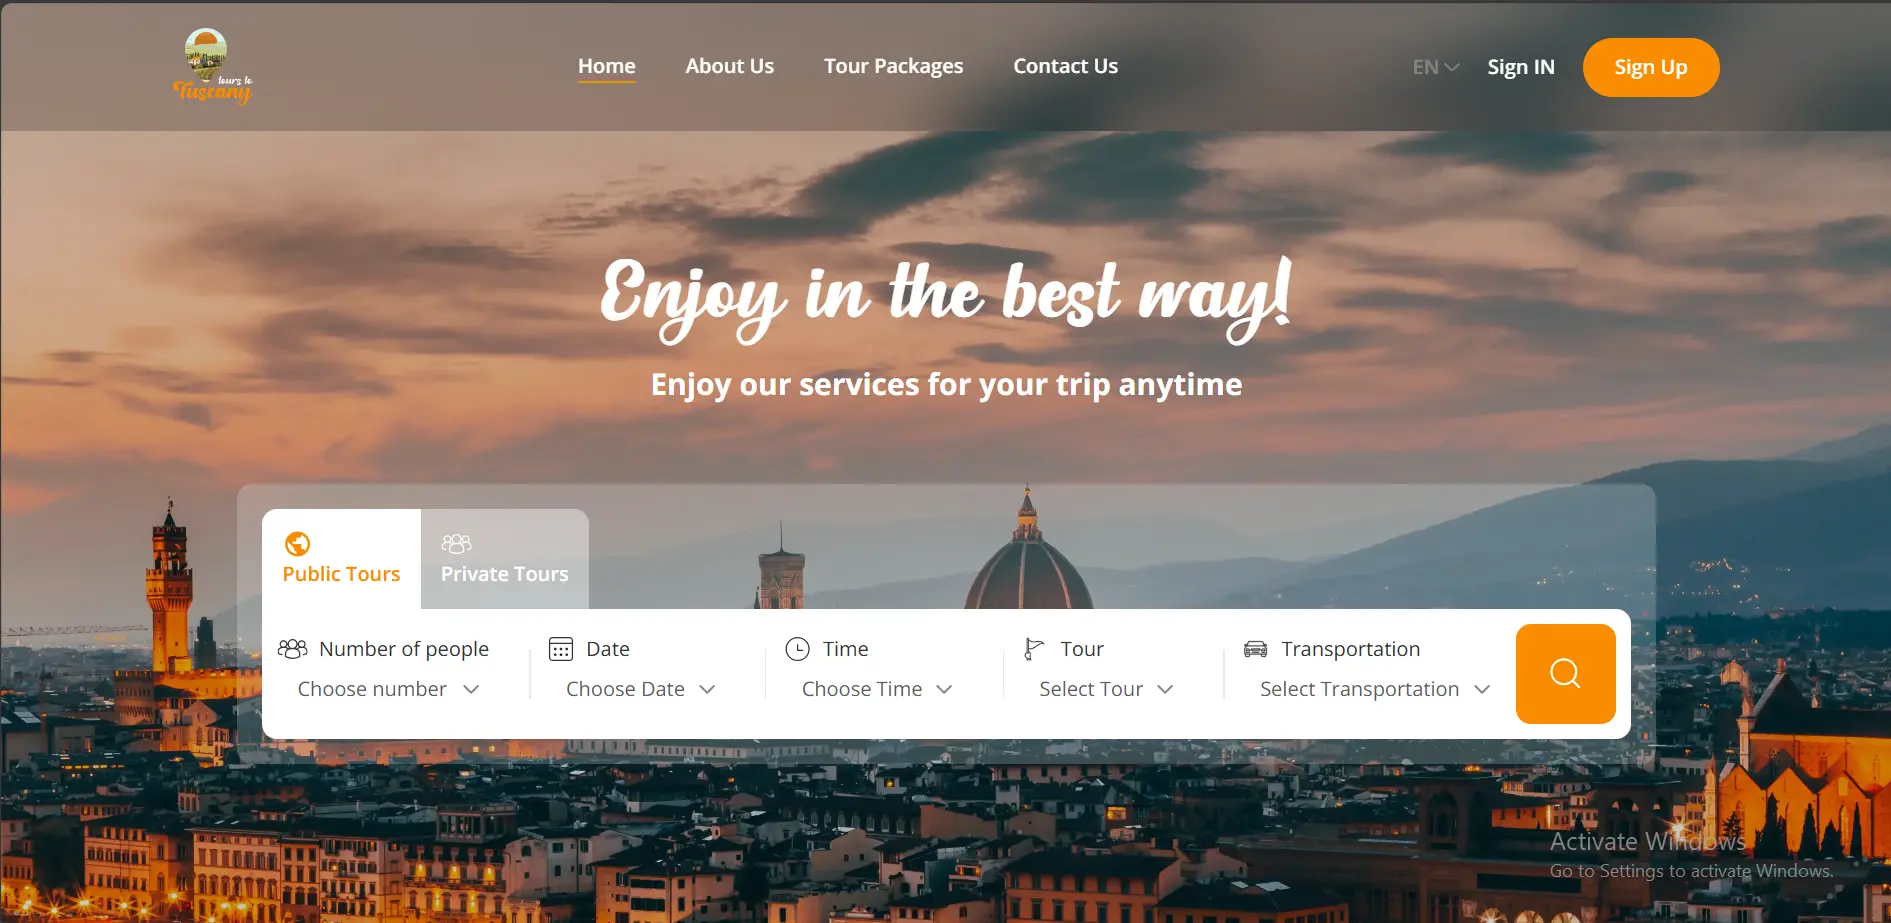 tours to
Tuscany
Home
About Us
Tour Packages
Contact Us
EN
Sign IN
Sign Up
Enjoy in the best way!
Enjoy our services for your trip anytime
Public Tours
Private Tours
Number of people
Choose number
Date
Choose Date
Time
Choose Time
Tour
Select Tour
Transportation
Select Transportation
Activate Windows
Go to Settings to activate Windows.